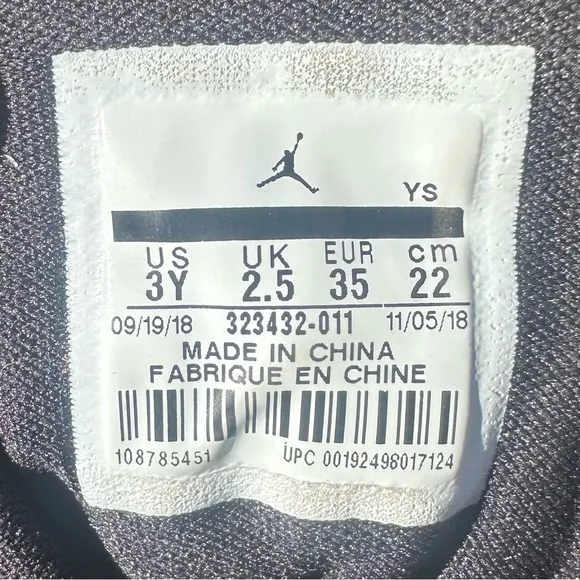 YS
US UK EUR cm
3Y 2.5 35 22
09/19/18 323432-011 11/05/18
MADE IN CHINA
FABRIQUE EN CHINE
108785451 UPC 00192498017124